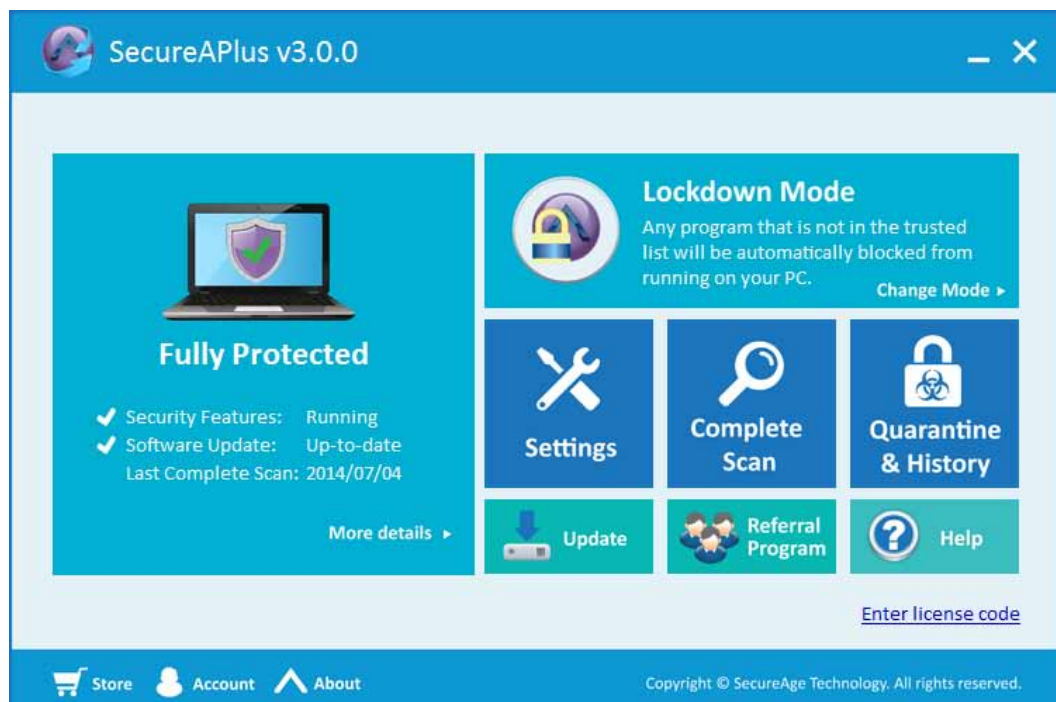 SecureAPlus v3.0.0
Fully Protected
Security Features: Running
Software Update: Up-to-date
Last Complete Scan: 2014/07/04
More details
Lockdown Mode
Any program that is not in the trusted
list will be automatically blocked from
running on your PC.
Change Mode
Settings
Complete
Scan
Quarantine
& History
Update
Referral
Program
Help
Enter license code
Store
Account
About
Copyright © SecureAge Technology. All rights reserved.